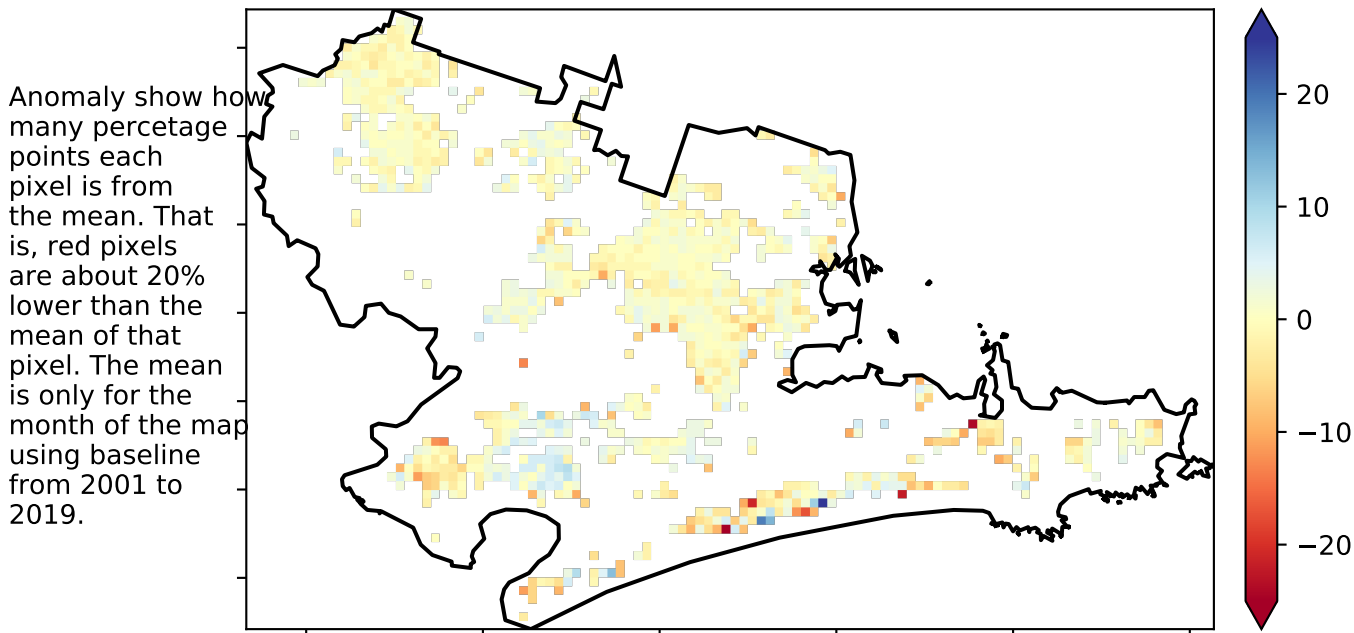 Anomaly show how
many percetage
points each
pixel is from
the mean. That
is, red pixels
are about 20%
lower than the
mean of that
pixel. The mean
is only for the
month of the map
using baseline
from 2001 to
2019.
20
10
0
−10
−20